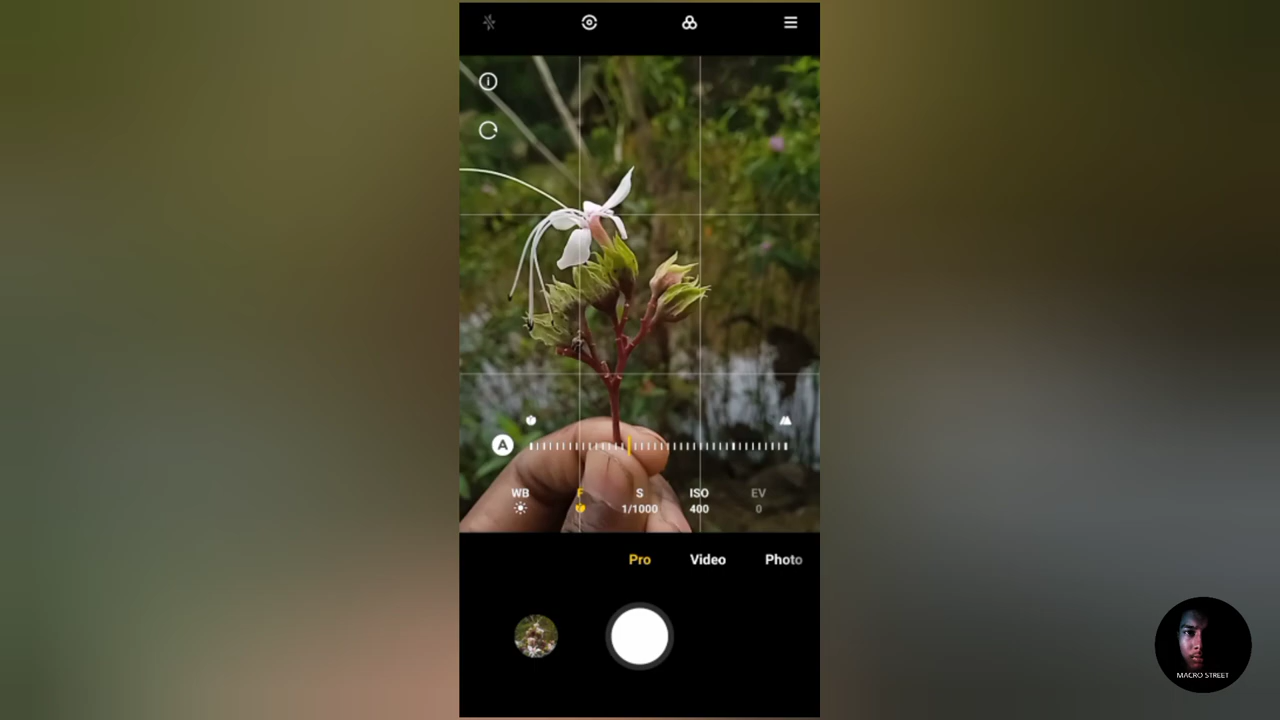 A
WB F S ISO EV
1/1000 400 0
Pro Video Photo
MACRO STREET